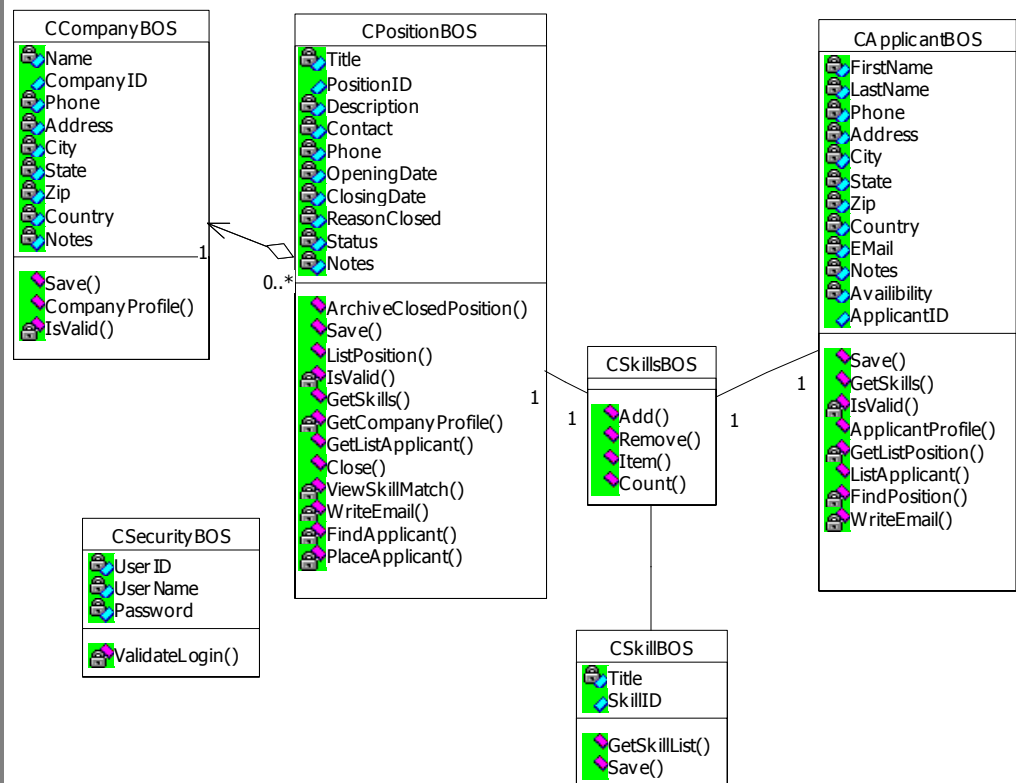 CCompanyBOS
Name
CompanyID
Phone
Address
City
State
Zip
Country
Notes
Save()
CompanyProfile()
IsValid()
1
0..*
CPositionBOS
Title
PositionID
Description
Contact
Phone
OpeningDate
ClosingDate
ReasonClosed
Status
Notes
ArchiveClosedPosition()
Save()
ListPosition()
IsValid()
GetSkills()
GetCompanyProfile()
GetListApplicant()
Close()
ViewSkillMatch()
WriteEmail()
FindApplicant()
PlaceApplicant()
1
1
CSkillsBOS
Add()
Remove()
Item()
Count()
1
1
CApplicantBOS
FirstName
LastName
Phone
Address
City
State
Zip
Country
EMail
Notes
Availibility
ApplicantID
Save()
GetSkills()
IsValid()
ApplicantProfile()
GetListPosition()
ListApplicant()
FindPosition()
WriteEmail()
CSecurityBOS
UserID
UserName
Password
ValidateLogin()
CSkillBOS
Title
SkillID
GetSkillList()
Save()